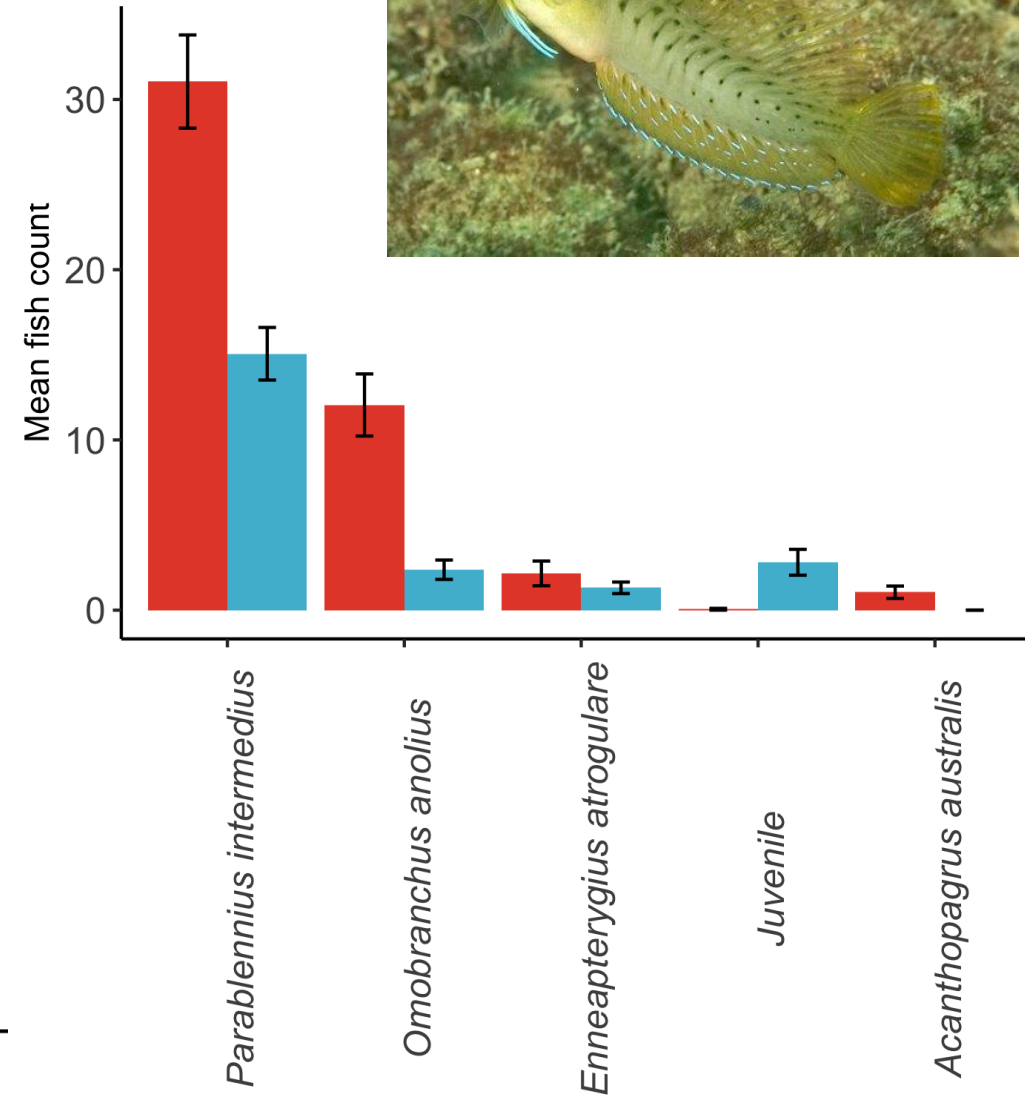 Mean fish count
30
20
10
0
Parablennius intermedius
Omobranchus anolius
Enneapterygius atrogulare
Juvenile
Acanthopagrus australis